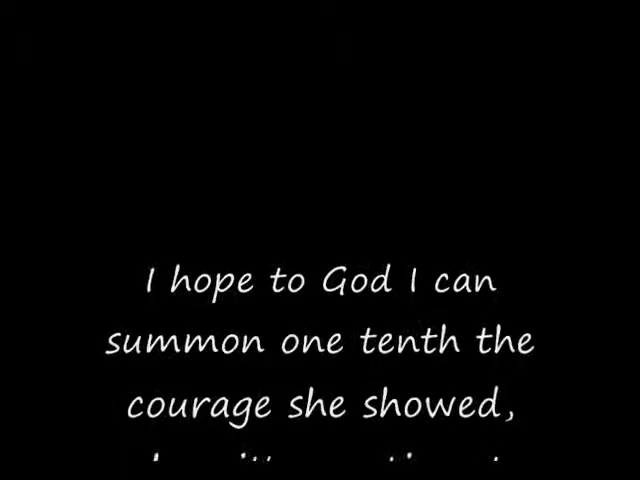 I hope to God I can
summon one tenth the
courage she showed,